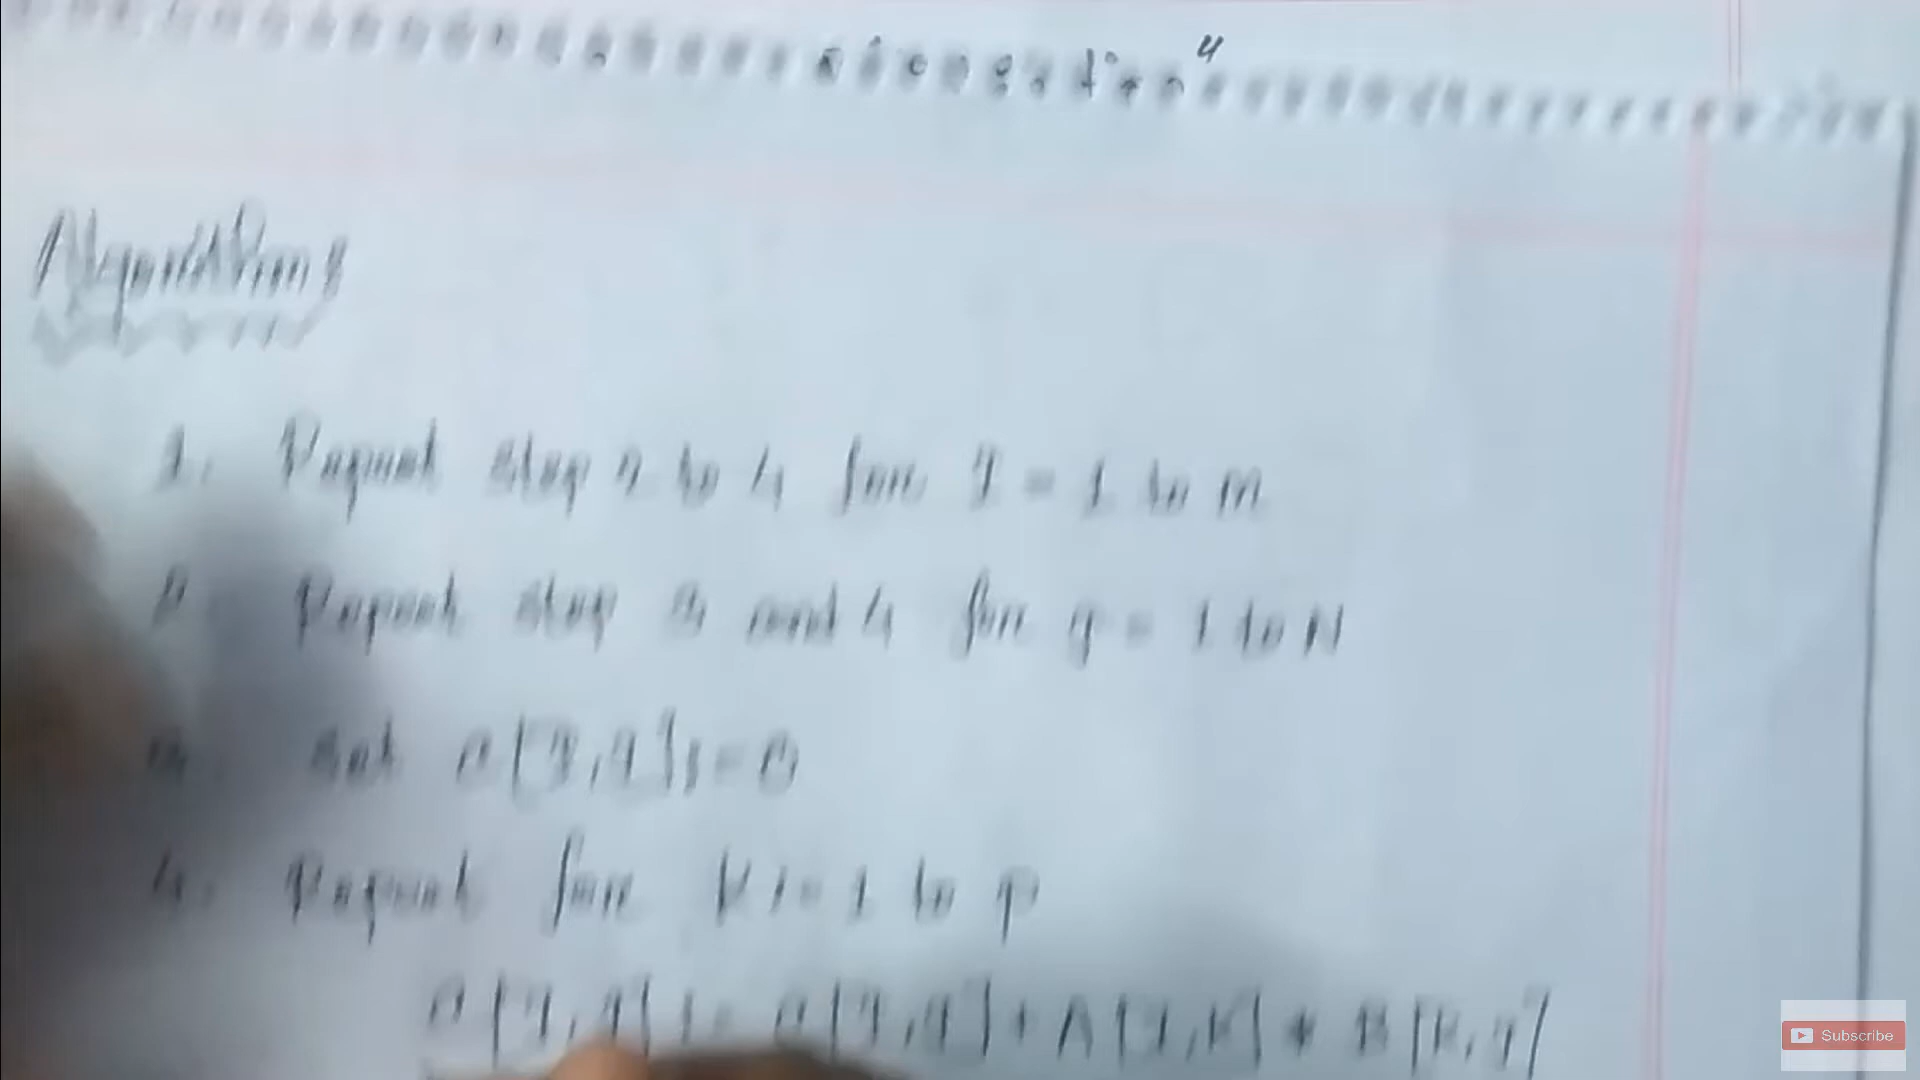 Algorithm:
1. Repeat step 2 to 4 for I = 1 to M
2. Repeat step 3 and 4 for J = 1 to N
3. Set C[I,J]:=0
4. Repeat for K:=1 to P
C[I,J]:= C[I,J]+A[I,K]*B[K,J]
Subscribe